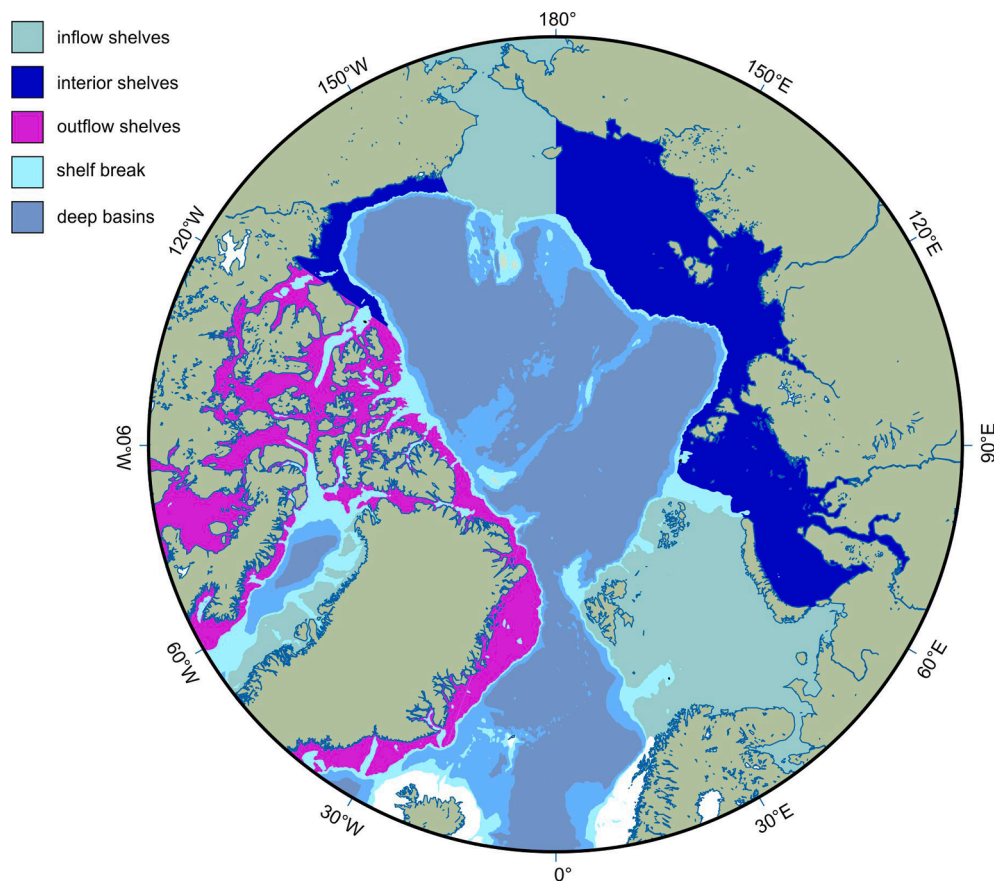 inflow shelves
interior shelves
outflow shelves
shelf break
deep basins
180°
150°W
150°E
120°W
120°E
90°W
90°E
60°W
60°E
30°W
30°E
0°